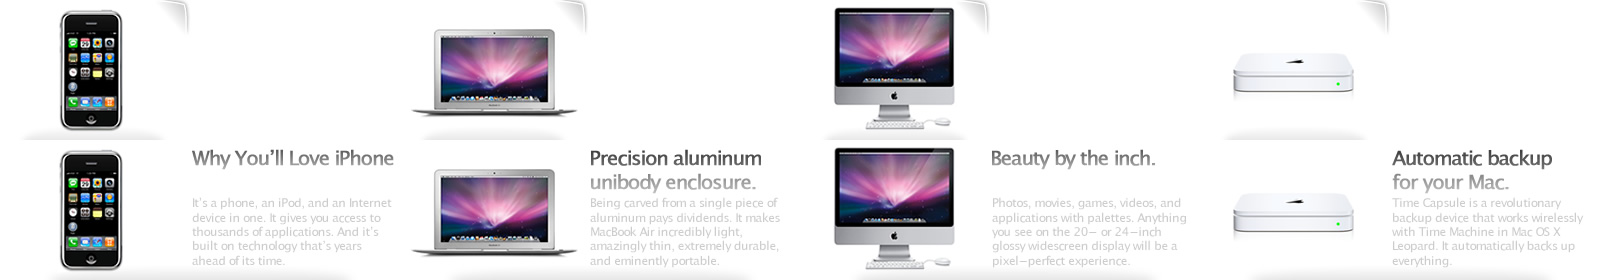 Why You'll Love iPhone
It's a phone, an iPod, and an Internet
device in one. It gives you access to
thousands of applications. And it's
built on technology that's years
ahead of its time.
Precision aluminum
unibody enclosure.
Being carved from a single piece of
aluminum pays dividends. It makes
MacBook Air incredibly light,
amazingly thin, extremely durable,
and eminently portable.
Beauty by the inch.
Photos, movies, games, videos, and
applications with palettes. Anything
you see on the 20- or 24-inch
glossy widescreen display will be a
pixel-perfect experience.
Automatic backup
for your Mac.
Time Capsule is a revolutionary
backup device that works wirelessly
with Time Machine in Mac OS X
Leopard. It automatically backs up
everything.